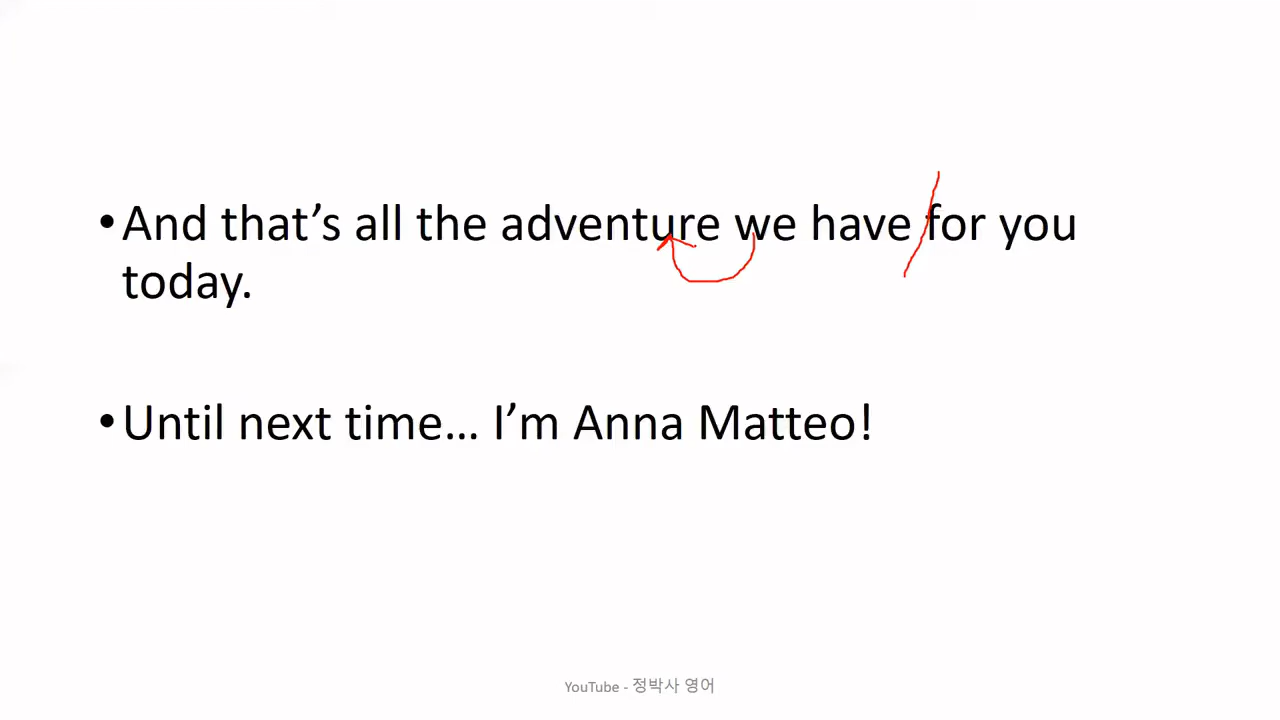 •And that’s all the adventure we have for you
today.
•Until next time… I’m Anna Matteo!
YouTube - 정박사 영어